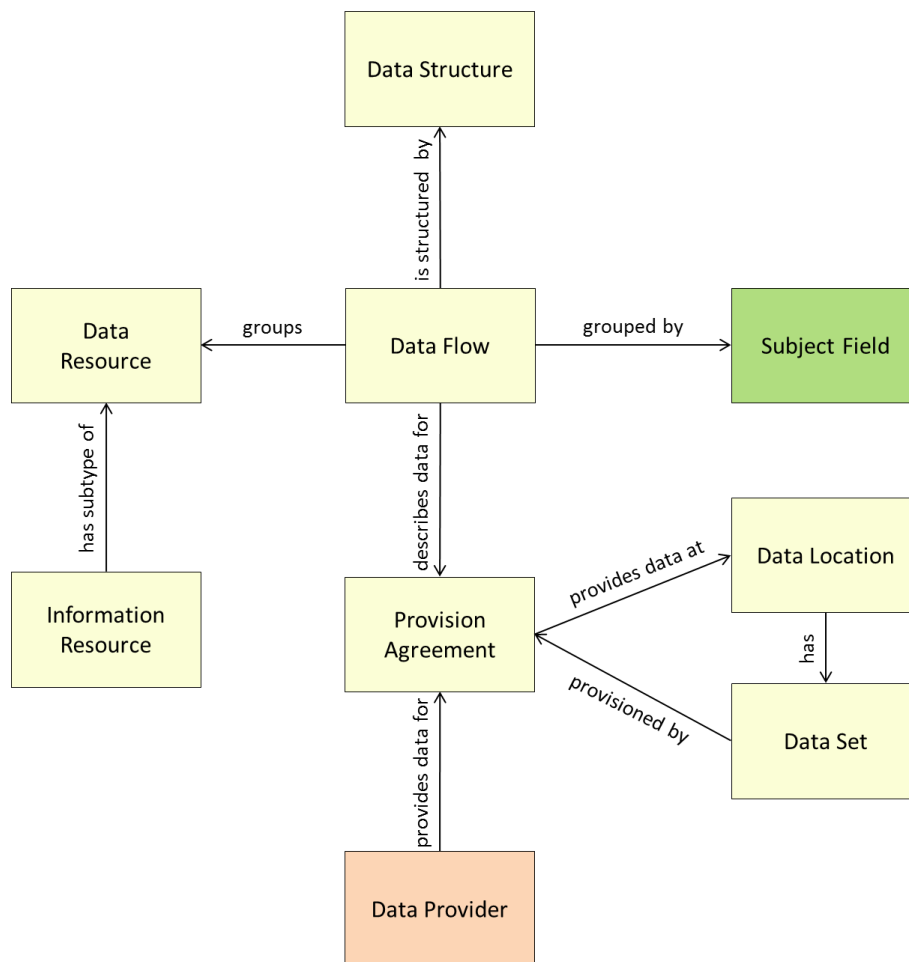 Data Structure
is structured by
Data
Resource
groups
Data Flow
grouped by
Subject Field
has subtype of
describes data for
Information
Resource
Provision
Agreement
provides data at
Data Location
has
provisioned by
Data Set
provides data for
Data Provider